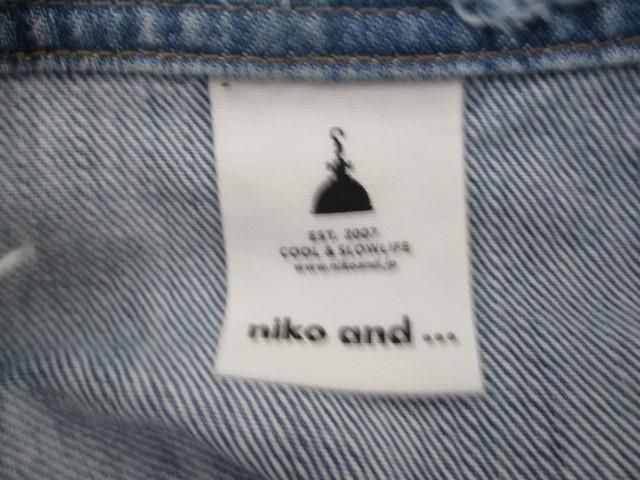 EST. 2007.
COOL & SLOWLIFE
www.nikoand.jp
niko and ...